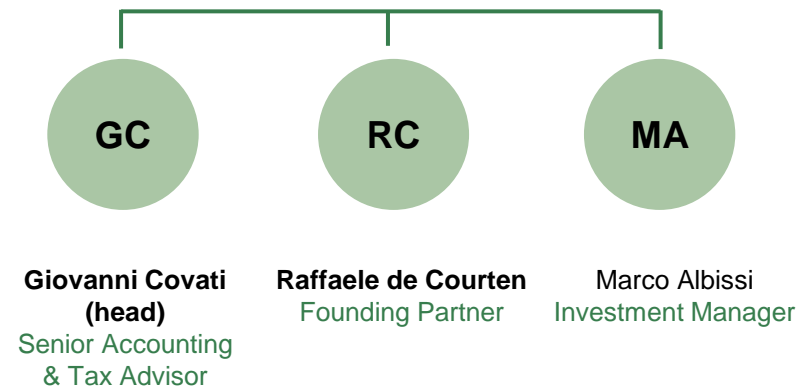 GC
RC
MA
Giovanni Covati
(head)
Senior Accounting
& Tax Advisor
Raffaele de Courten
Founding Partner
Marco Albissi
Investment Manager